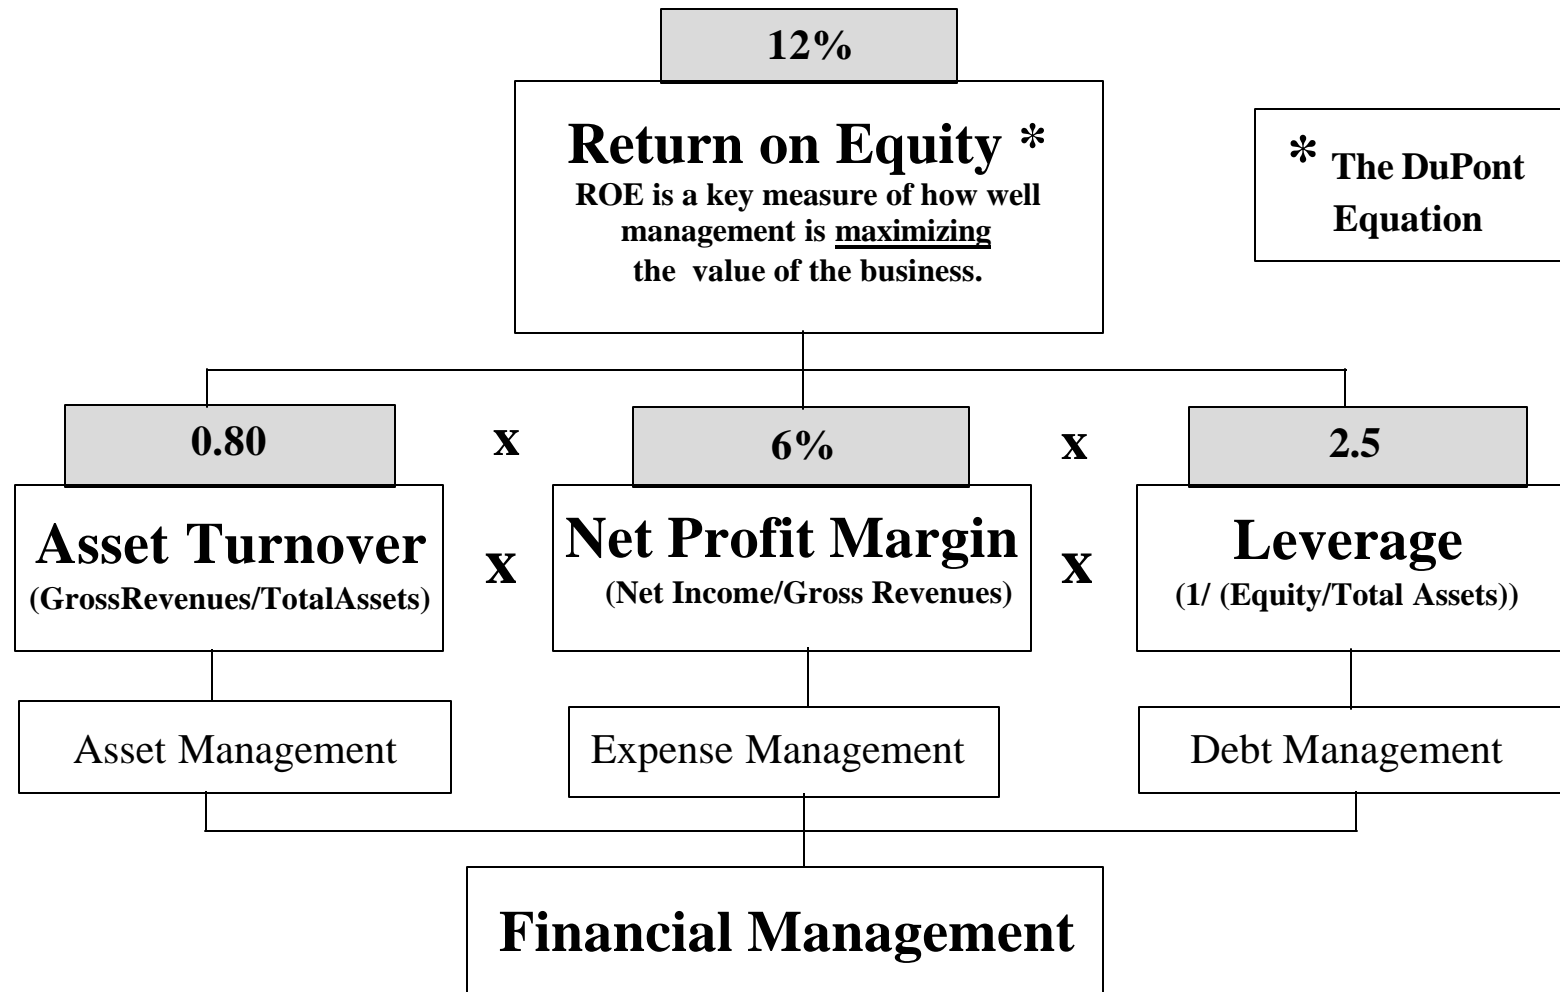 12%
Return on Equity *
ROE is a key measure of how well
management is maximizing
the value of the business.
* The DuPont
Equation
0.80
x
6%
x
2.5
Asset Turnover
(GrossRevenues/TotalAssets)
x
Net Profit Margin
(Net Income/Gross Revenues)
x
Leverage
(1/ (Equity/Total Assets))
Asset Management
Expense Management
Debt Management
Financial Management